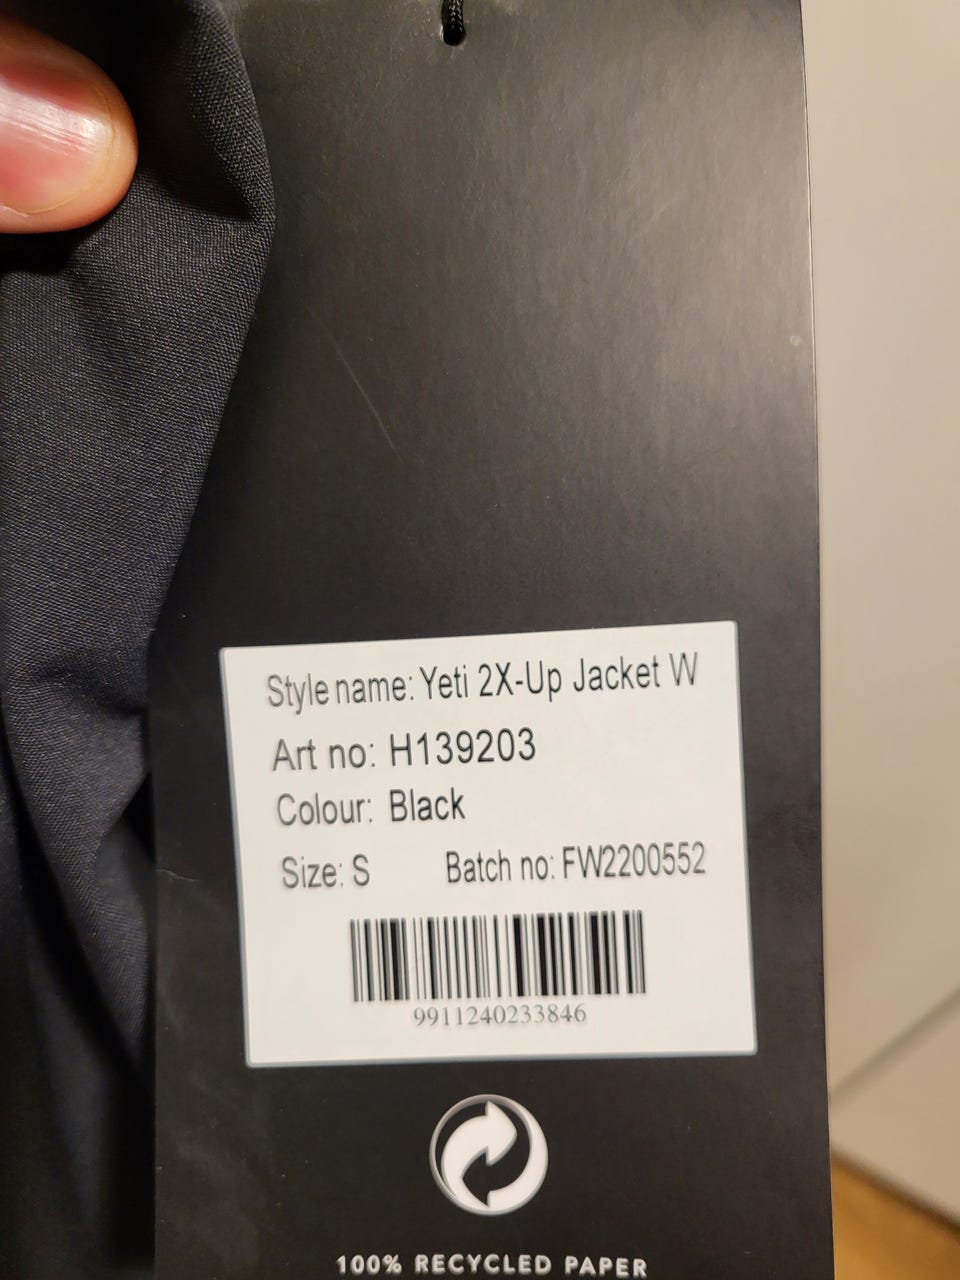 Style name: Yeti 2X-Up Jacket W
Art no: H139203
Colour: Black
Size: S Batch no: FW2200552
9911240233846
100% RECYCLED PAPER